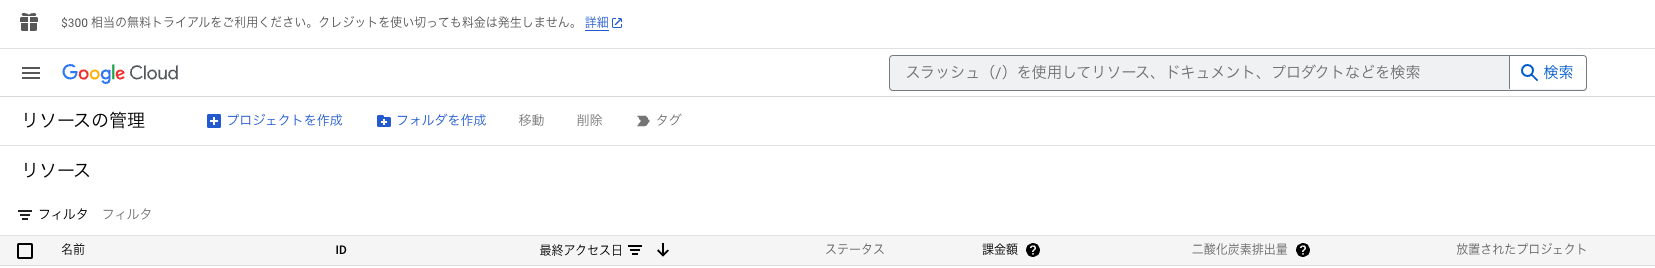 $300 相当の無料トライアルをご利用ください。クレジットを使い切っても料金は発生しません。 詳細
Google Cloud スラッシュ（/）を使用してリソース、ドキュメント、プロダクトなどを検索 検索
リソースの管理 プロジェクトを作成 フォルダを作成 移動 削除 タグ
リソース
フィルタ フィルタ
名前 ID 最終アクセス日 ステータス 課金額 ? 二酸化炭素排出量 ? 放置されたプロジェクト